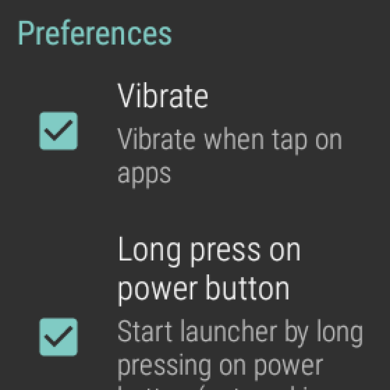 Preferences
Vibrate
Vibrate when tap on
apps
Long press on
power button
Start launcher by long
pressing on power